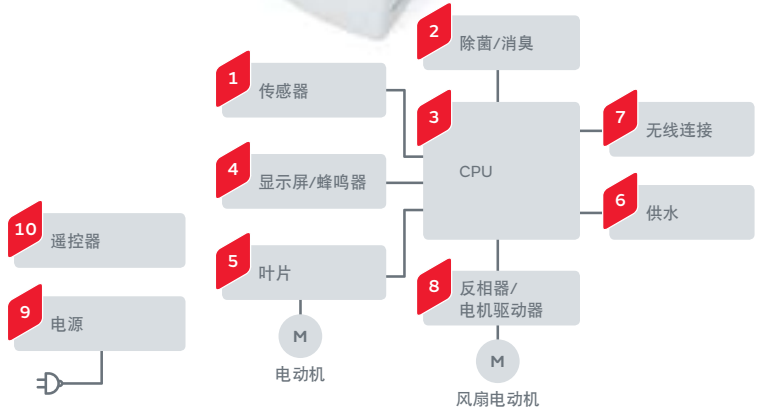 2
除菌/消臭
1
传感器
3
CPU
7
无线连接
4
显示屏/蜂鸣器
6
供水
10
遥控器
5
叶片
8
反相器/
电机驱动器
9
电源
M
电动机
M
风扇电动机